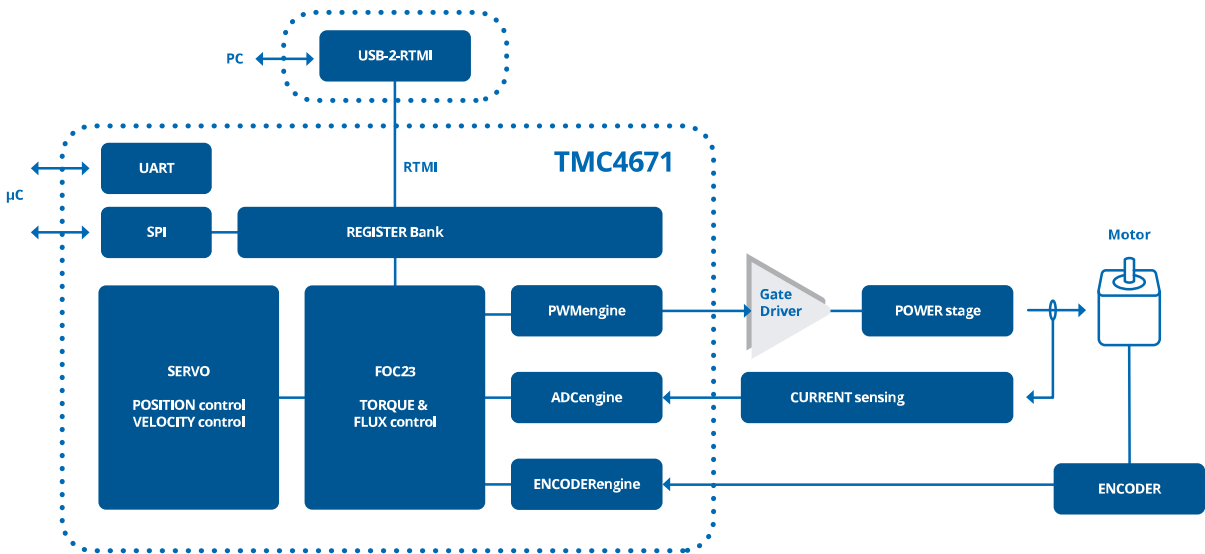 PC
USB-2-RTMI
TMC4671
RTMI
UART
µC
SPI
REGISTER Bank
Motor
Gate
Driver
PWMengine
POWER stage
SERVO
POSITION control
VELOCITY control
FOC23
TORQUE &
FLUX control
ADCengine
CURRENT sensing
ENCODERengine
ENCODER